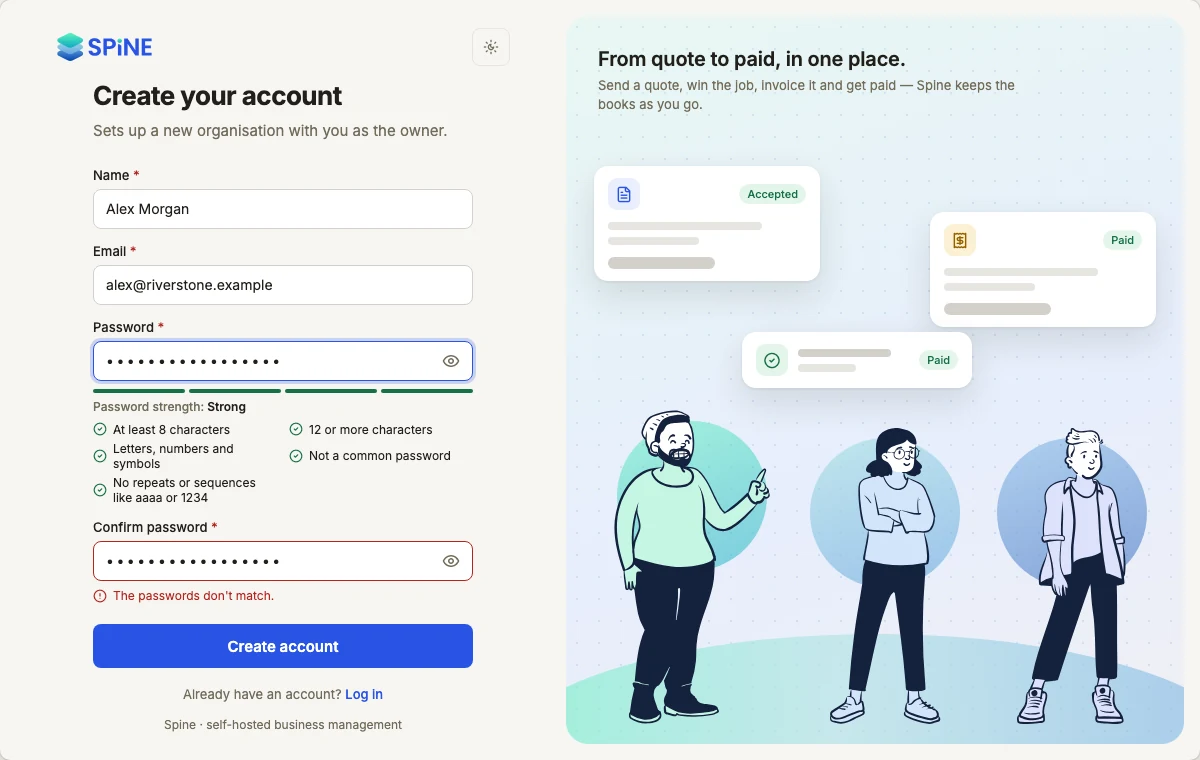 SPiNE
Create your account
Sets up a new organisation with you as the owner.
Name *
Alex Morgan
Email *
alex@riverstone.example
Password *
Password strength: Strong
At least 8 characters
12 or more characters
Letters, numbers and
symbols
Not a common password
No repeats or sequences
like aaaa or 1234
Confirm password *
The passwords don't match.
Create account
Already have an account? Log in
Spine · self-hosted business management
From quote to paid, in one place.
Send a quote, win the job, invoice it and get paid — Spine keeps the
books as you go.
Accepted
Paid
Paid